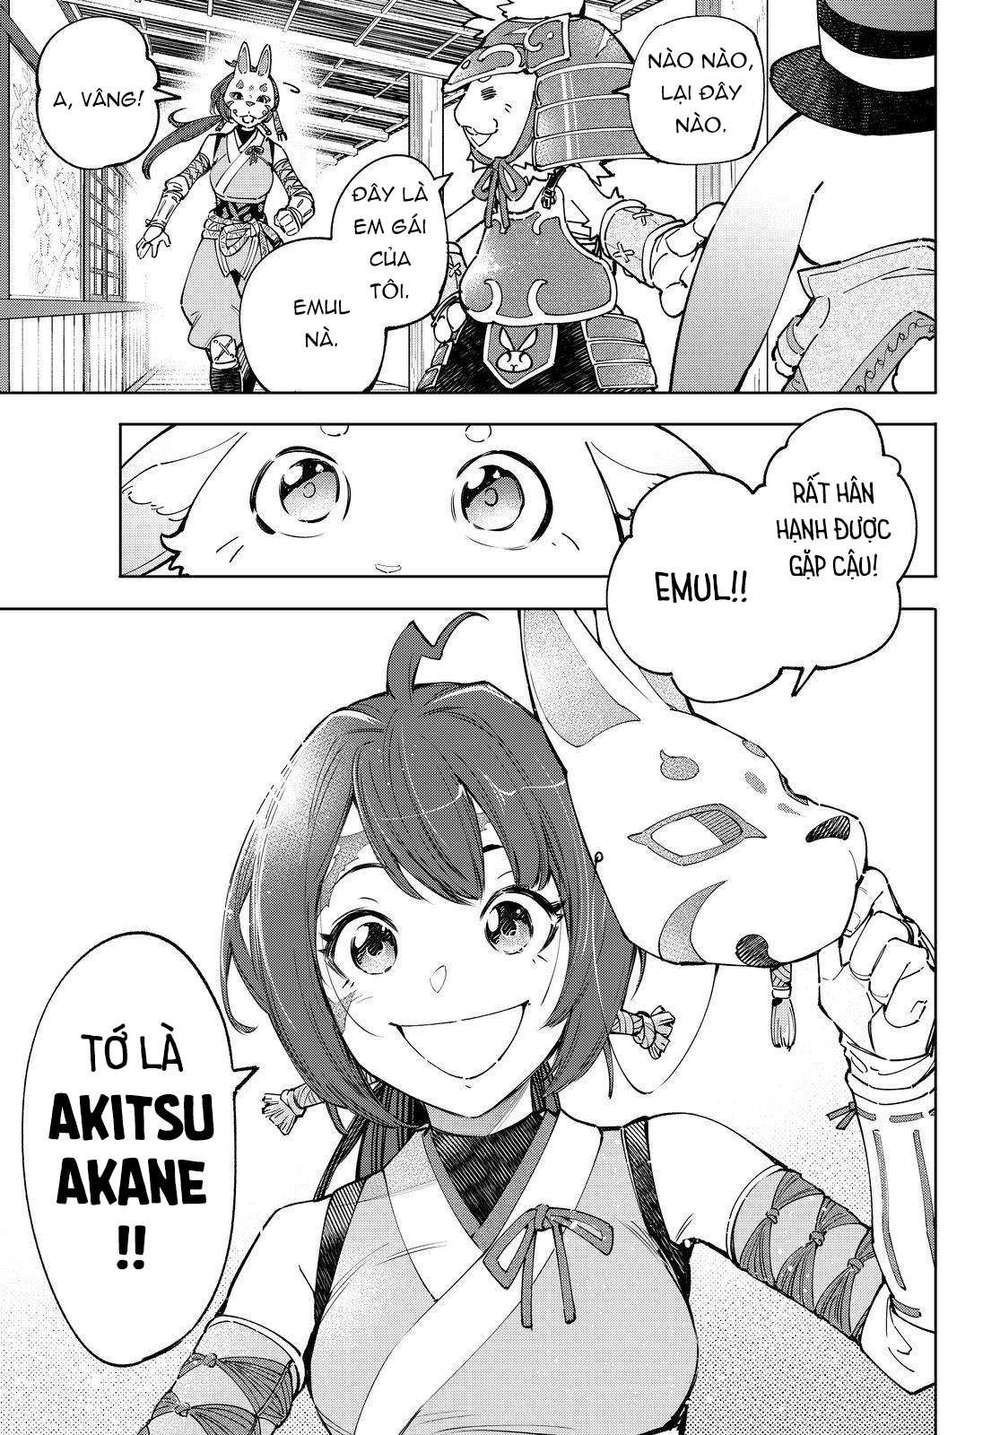 NÀO NÀO,
LẠI ĐÂY
NÀO.
ĐÂY LÀ
EM GÁI
CỦA
TÔI.
EMUL
NÀ.
A, VÂNG!
RẤT HÂN
HẠNH ĐƯỢC
GẶP CẬU!
EMUL!!
TỚ LÀ
AKITSU
AKANE
!!